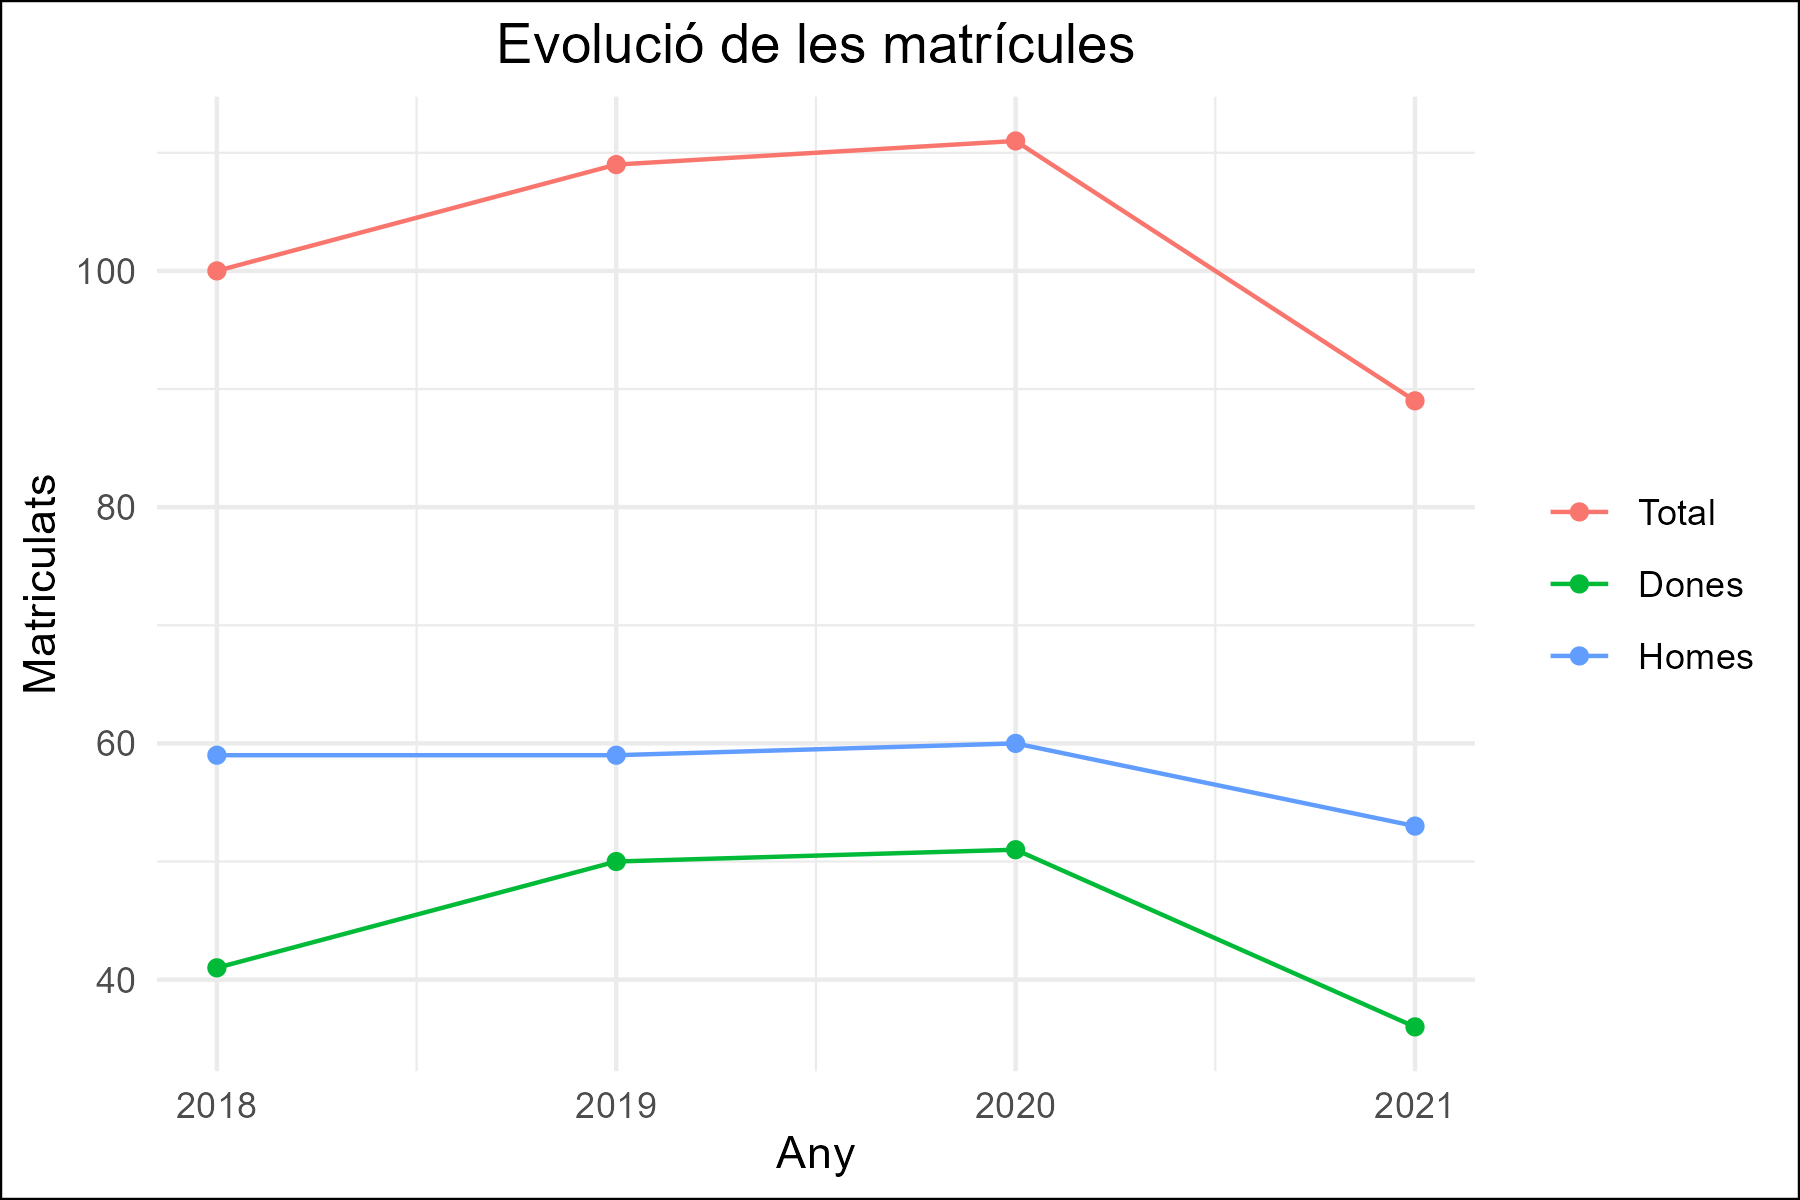 Evolució de les matrícules
Matriculats
100
80
60
40
2018
2019
2020
2021
Any
Total
Dones
Homes